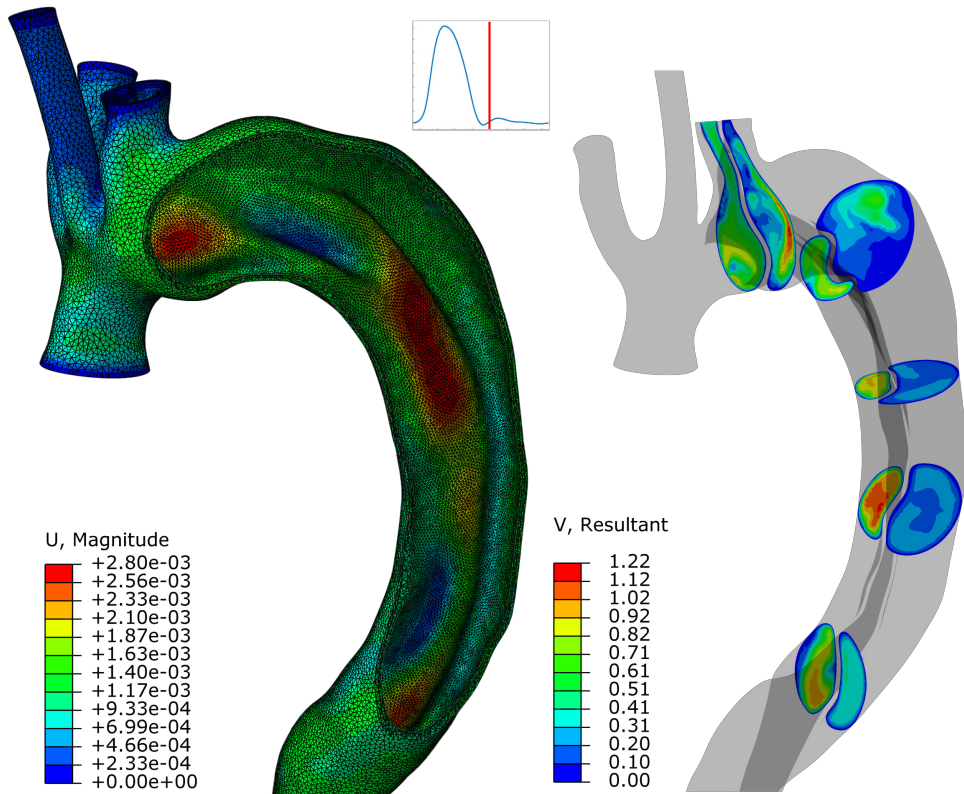 U, Magnitude
+2.80e-03
+2.56e-03
+2.33e-03
+2.10e-03
+1.87e-03
+1.63e-03
+1.40e-03
+1.17e-03
+9.33e-04
+6.99e-04
+4.66e-04
+2.33e-04
+0.00e+00
V, Resultant
1.22
1.12
1.02
0.92
0.82
0.71
0.61
0.51
0.41
0.31
0.20
0.10
0.00